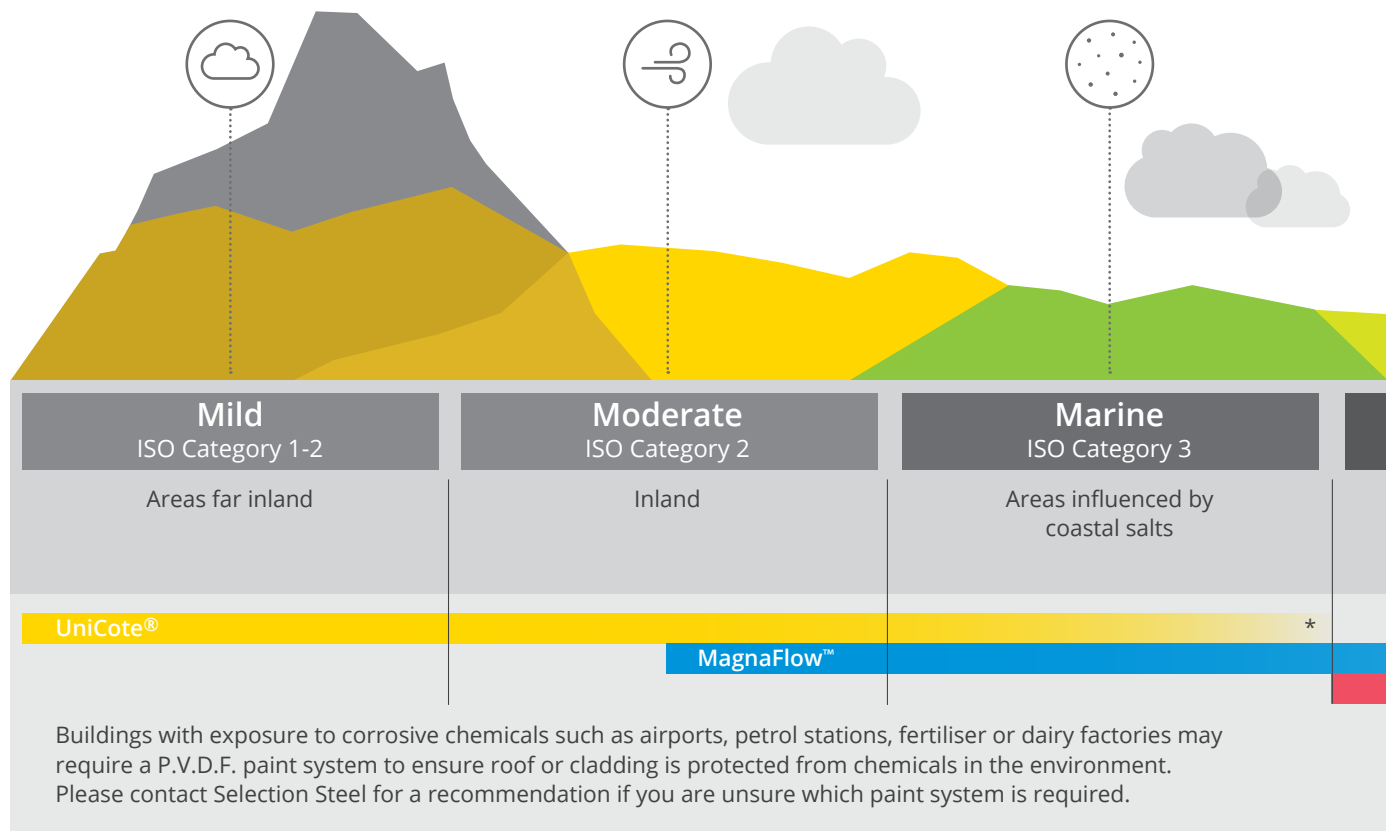 Mild
ISO Category 1-2
Moderate
ISO Category 2
Marine
ISO Category 3
Areas far inland
Inland
Areas influenced by
coastal salts
UniCote®
*
MagnaFlow™
Buildings with exposure to corrosive chemicals such as airports, petrol stations, fertiliser or dairy factories may
require a P.V.D.F. paint system to ensure roof or cladding is protected from chemicals in the environment.
Please contact Selection Steel for a recommendation if you are unsure which paint system is required.